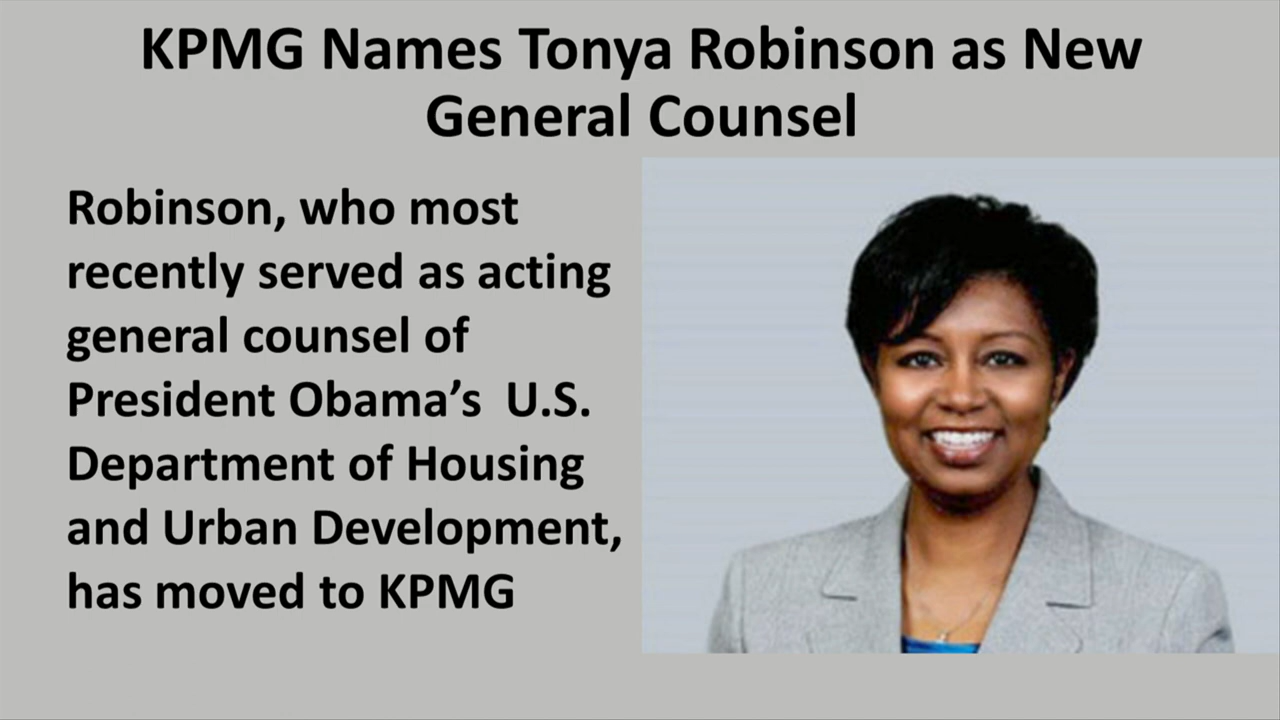 KPMG Names Tonya Robinson as New
General Counsel
Robinson, who most
recently served as acting
general counsel of
President Obama’s  U.S.
Department of Housing
and Urban Development,
has moved to KPMG